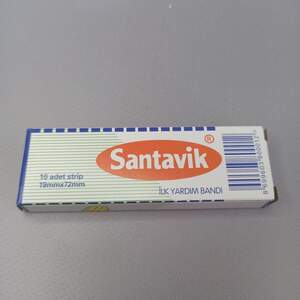 Santavik®
10 adet strip
19mmx72mm
İLK YARDIM BANDI